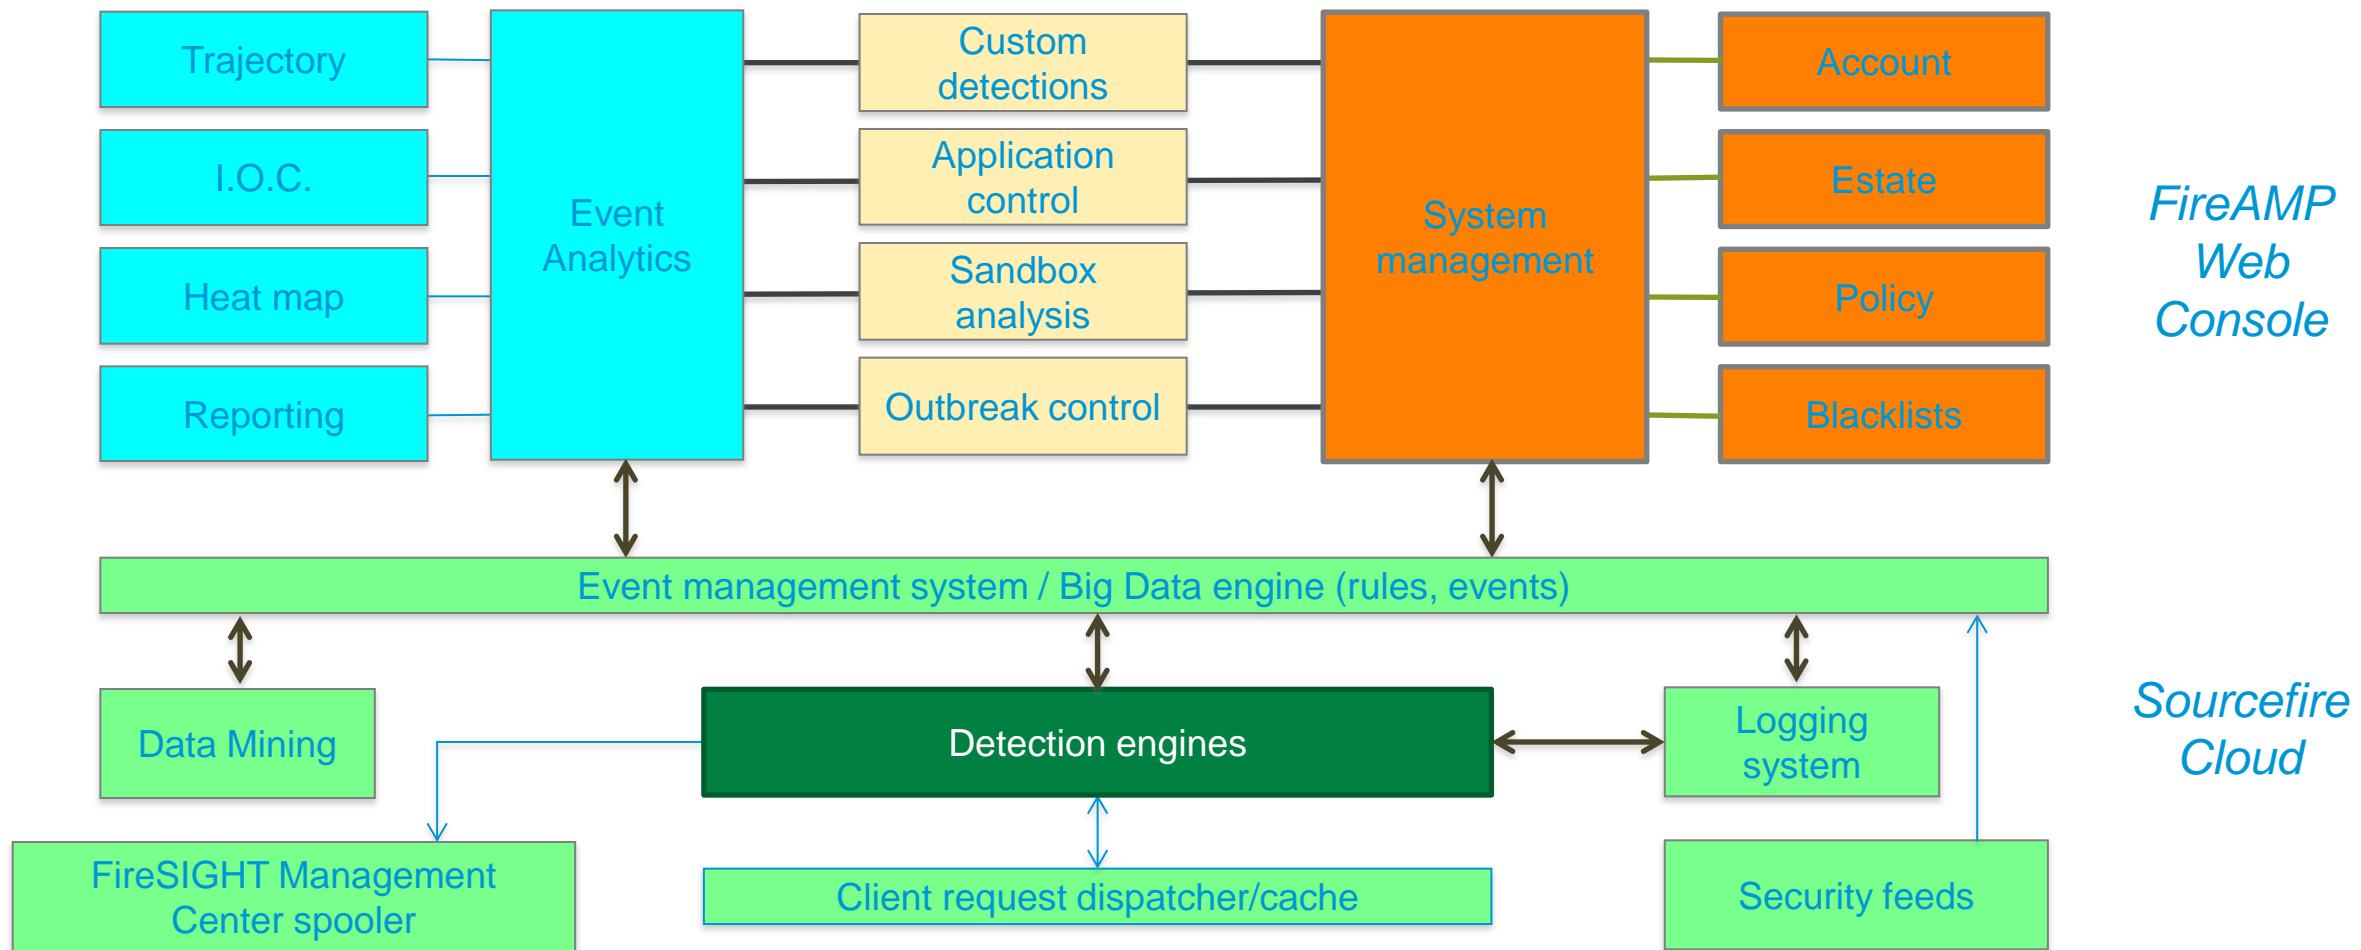 Trajectory
I.O.C.
Heat map
Reporting
Event
Analytics
Custom
detections
Application
control
Sandbox
analysis
Outbreak control
System
management
Account
Estate
Policy
Blacklists
FireAMP
Web
Console
Event management system / Big Data engine (rules, events)
Data Mining
Detection engines
Logging
system
Sourcefire
Cloud
FireSIGHT Management
Center spooler
Client request dispatcher/cache
Security feeds